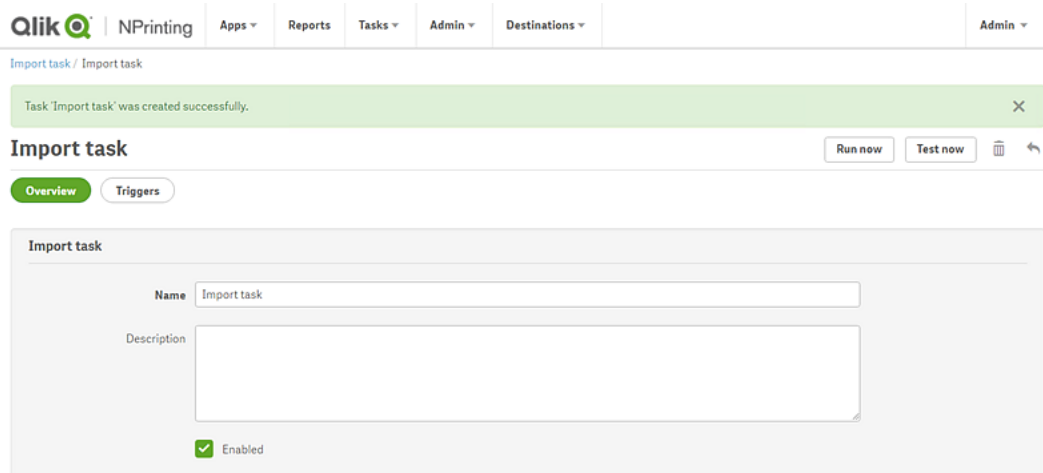 Qlik NPrinting Apps Reports Tasks Admin Destinations Admin
Import task / Import task
Task 'Import task' was created successfully.
Import task Run now Test now
Overview Triggers
Import task
Name Import task
Description
Enabled